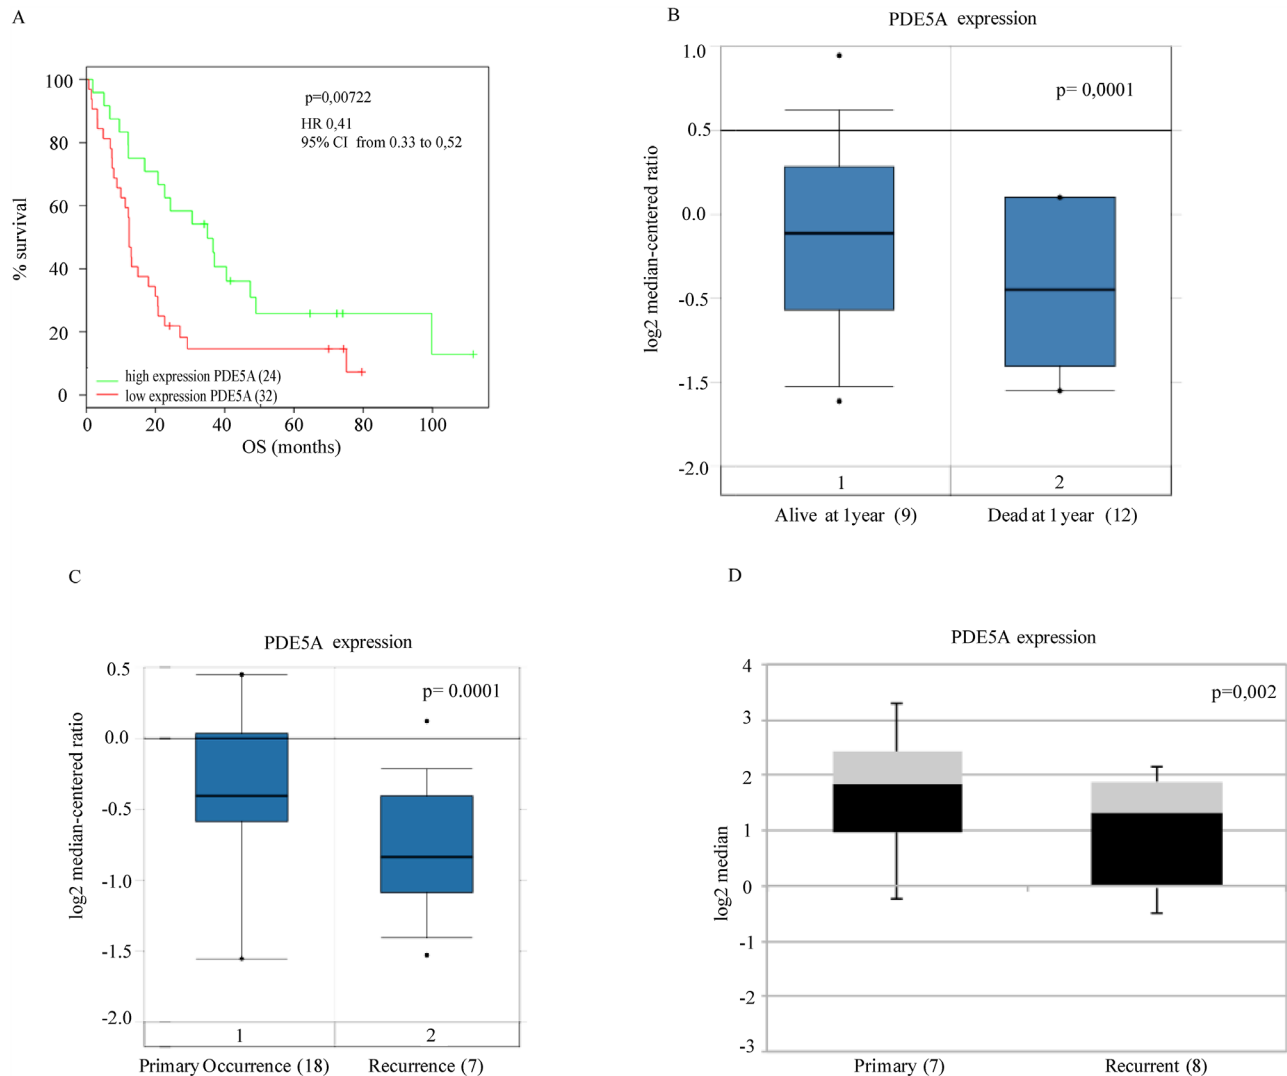 A
100
80
60
40
20
0
% survival
p=0,00722
HR 0,41
95% CI from 0.33 to 0,52
high expression PDE5A (24)
low expression PDE5A (32)
0 20 40 60 80 100
OS (months)
B
PDE5A expression
1.0
0.5
0.0
-0.5
-1.5
-2.0
log2 median-centered ratio
p= 0,0001
1 2
Alive at 1year (9) Dead at 1 year (12)
C
PDE5A expression
0.5
0.0
-0.5
-1.0
-1.5
-2.0
log2 median-centered ratio
p= 0.0001
1 2
Primary Occurrence (18) Recurrence (7)
D
PDE5A expression
4
3
2
1
0
-1
-2
-3
log2 median
p=0,002
Primary (7) Recurrent (8)